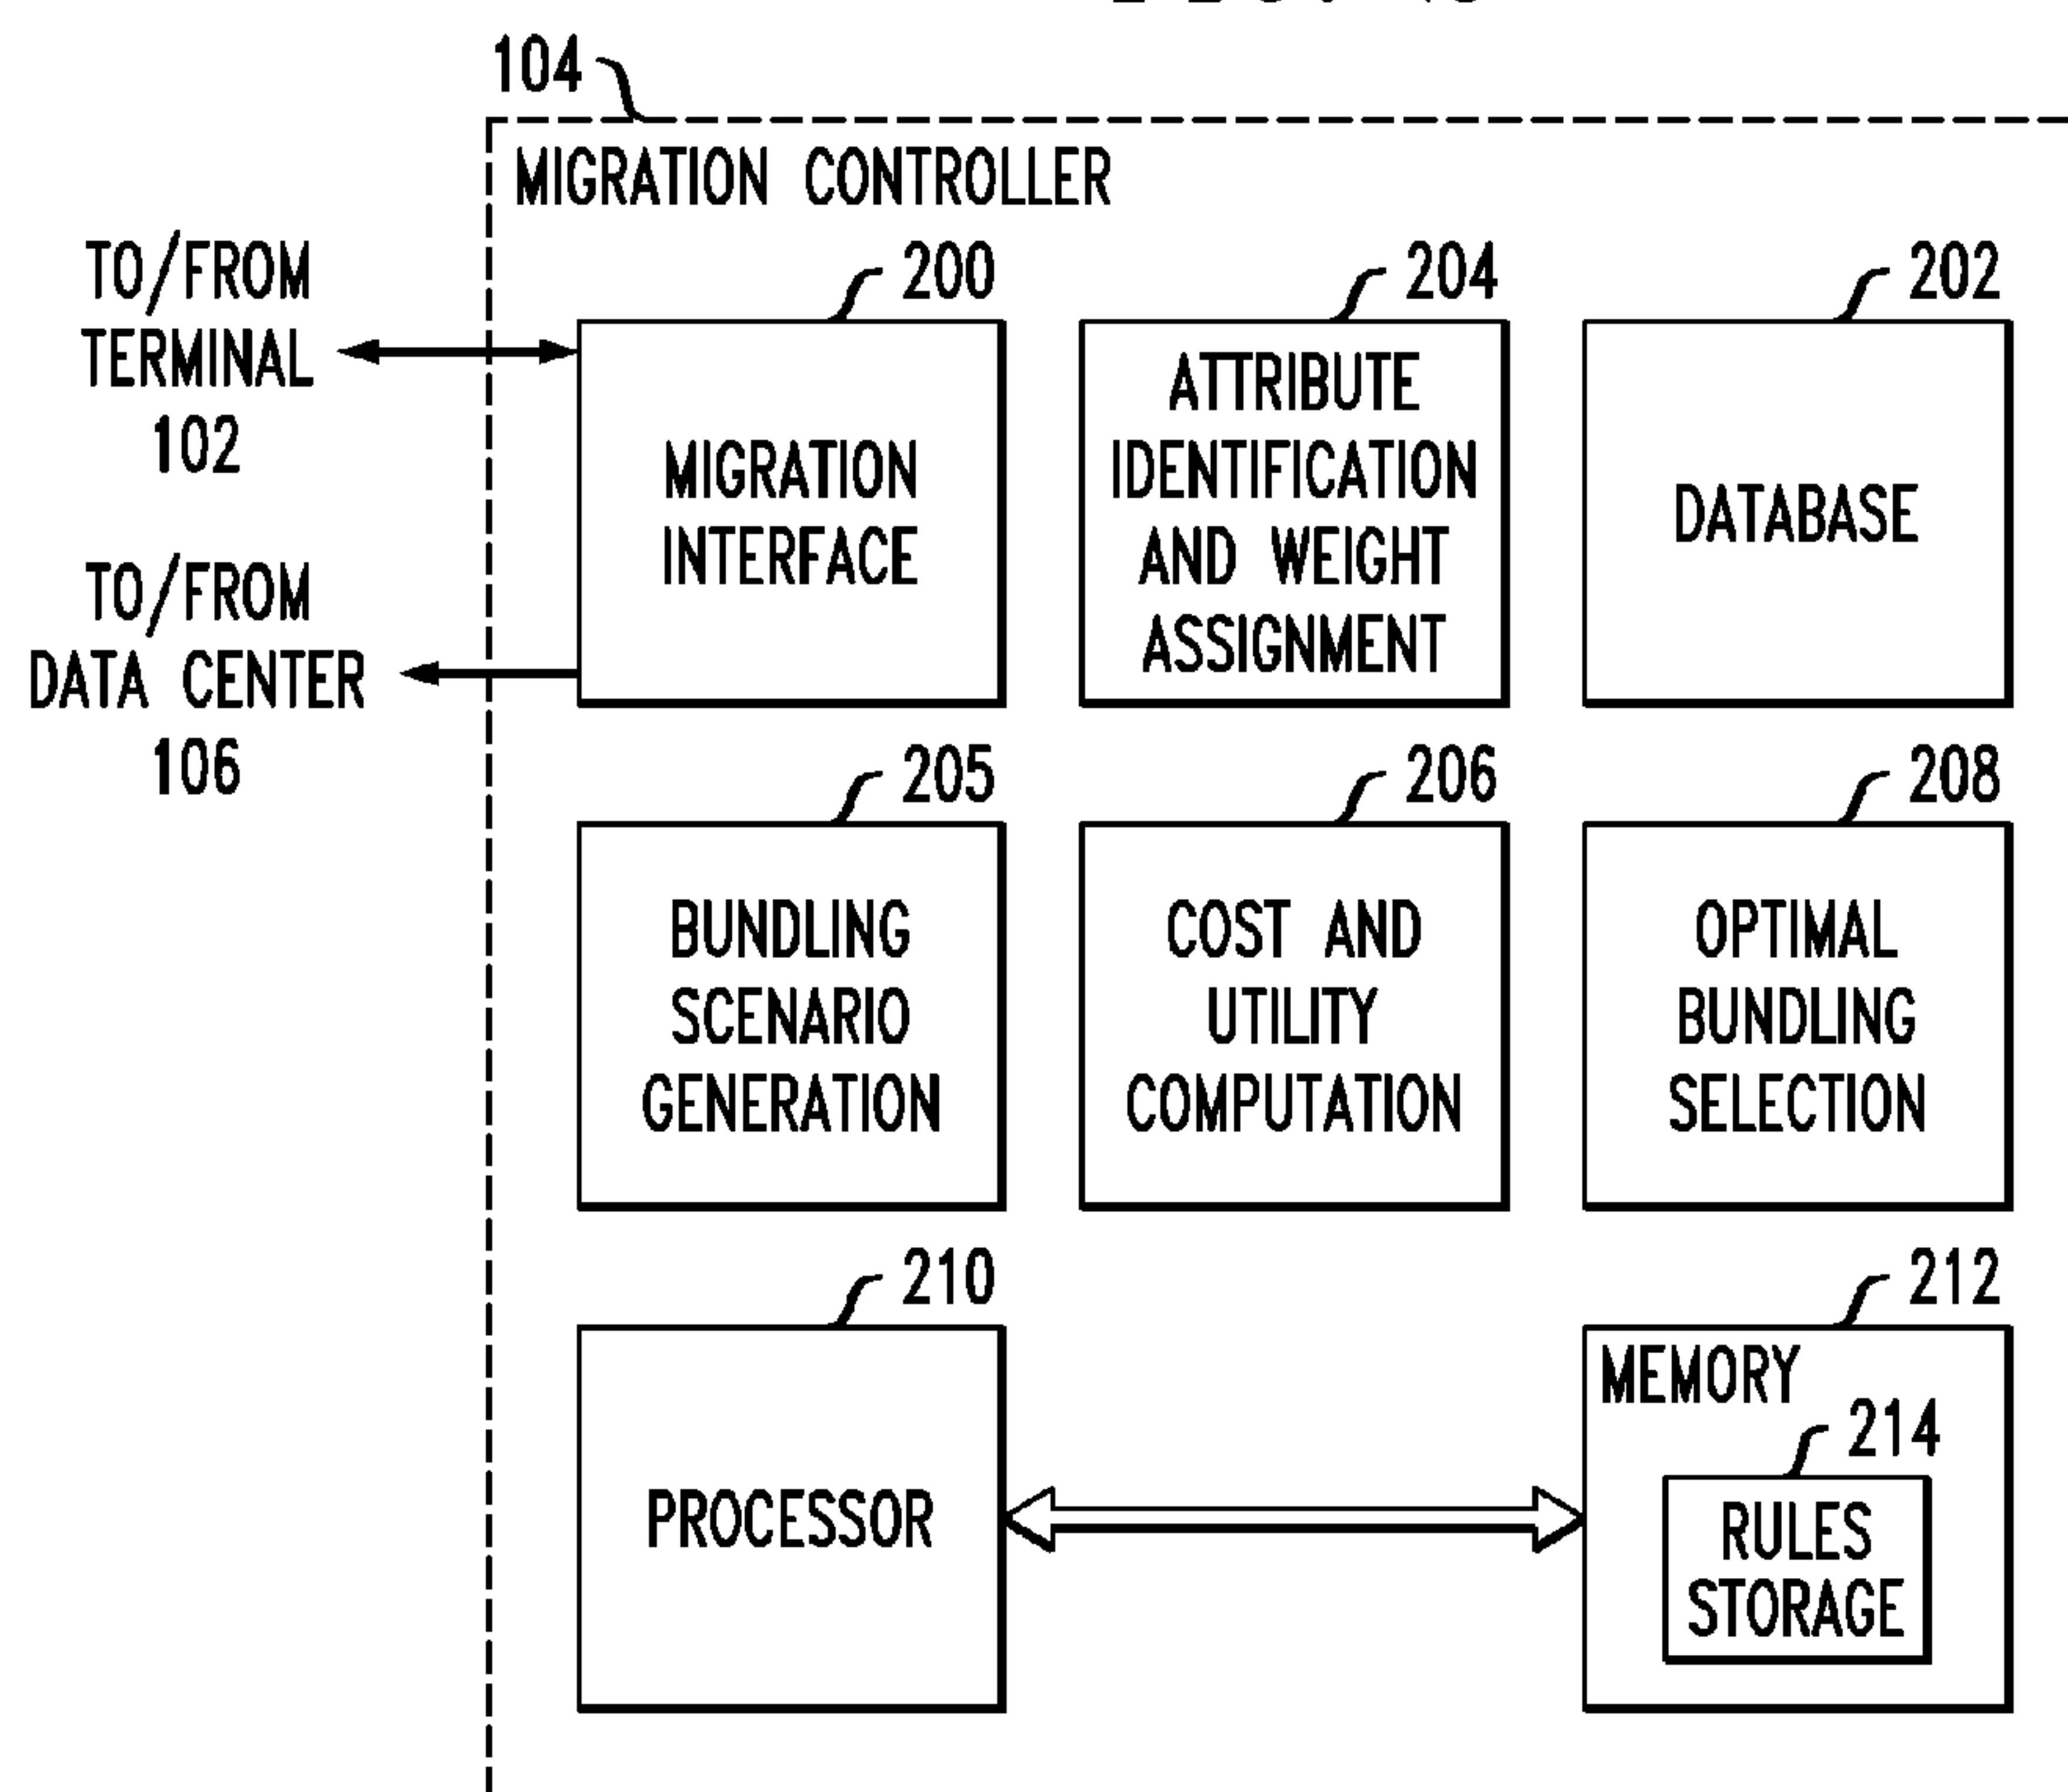 104
MIGRATION CONTROLLER
TO/FROM
TERMINAL
102
TO/FROM
DATA CENTER
106
200
MIGRATION
INTERFACE
204
ATTRIBUTE
IDENTIFICATION
AND WEIGHT
ASSIGNMENT
202
DATABASE
205
BUNDLING
SCENARIO
GENERATION
206
COST AND
UTILITY
COMPUTATION
208
OPTIMAL
BUNDLING
SELECTION
210
PROCESSOR
212
MEMORY
214
RULES
STORAGE